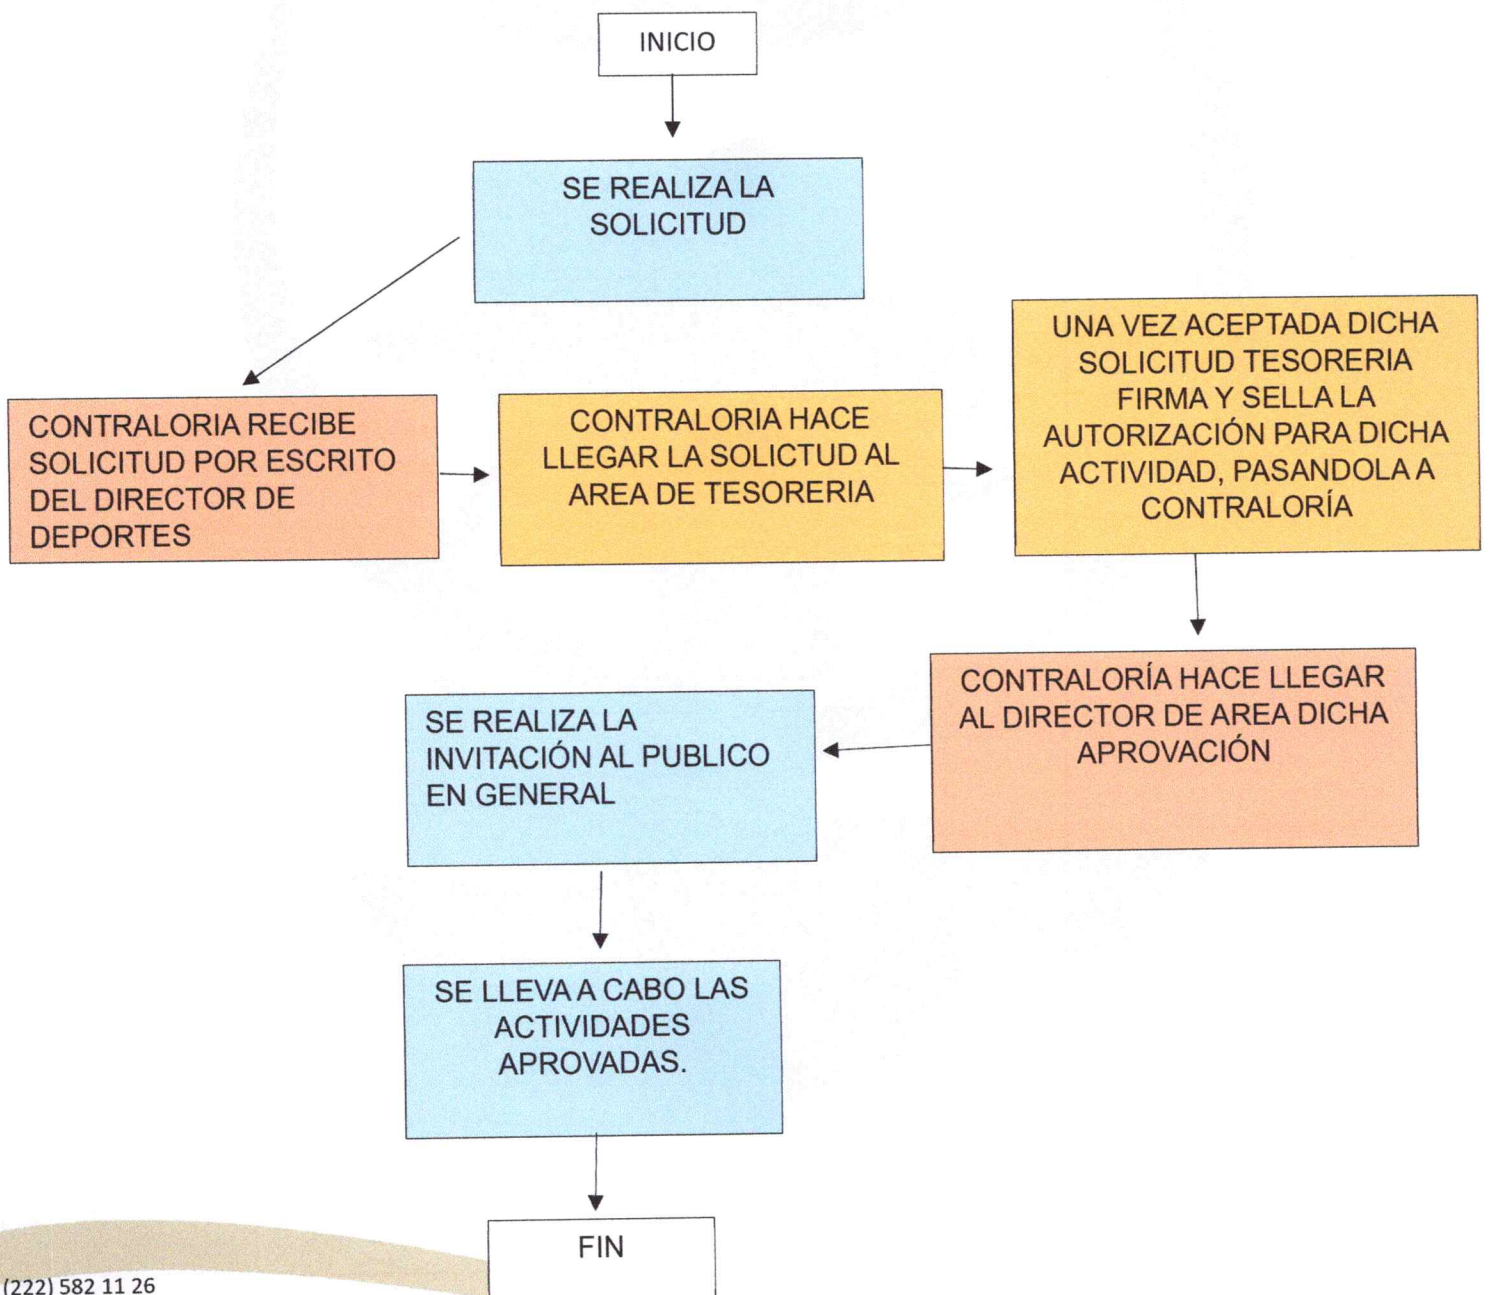 INICIO
SE REALIZA LA
SOLICITUD
CONTRALORIA RECIBE
SOLICITUD POR ESCRITO
DEL DIRECTOR DE
DEPORTES
CONTRALORIA HACE
LLEGAR LA SOLICTUD AL
AREA DE TESORERIA
UNA VEZ ACEPTADA DICHA
SOLICITUD TESORERIA
FIRMA Y SELLA LA
AUTORIZACIÓN PARA DICHA
ACTIVIDAD, PASANDOLA A
CONTRALORÍA
CONTRALORÍA HACE LLEGAR
AL DIRECTOR DE AREA DICHA
APROVACIÓN
SE REALIZA LA
INVITACIÓN AL PUBLICO
EN GENERAL
SE LLEVA A CABO LAS
ACTIVIDADES
APROVADAS.
FIN
(222) 582 11 26